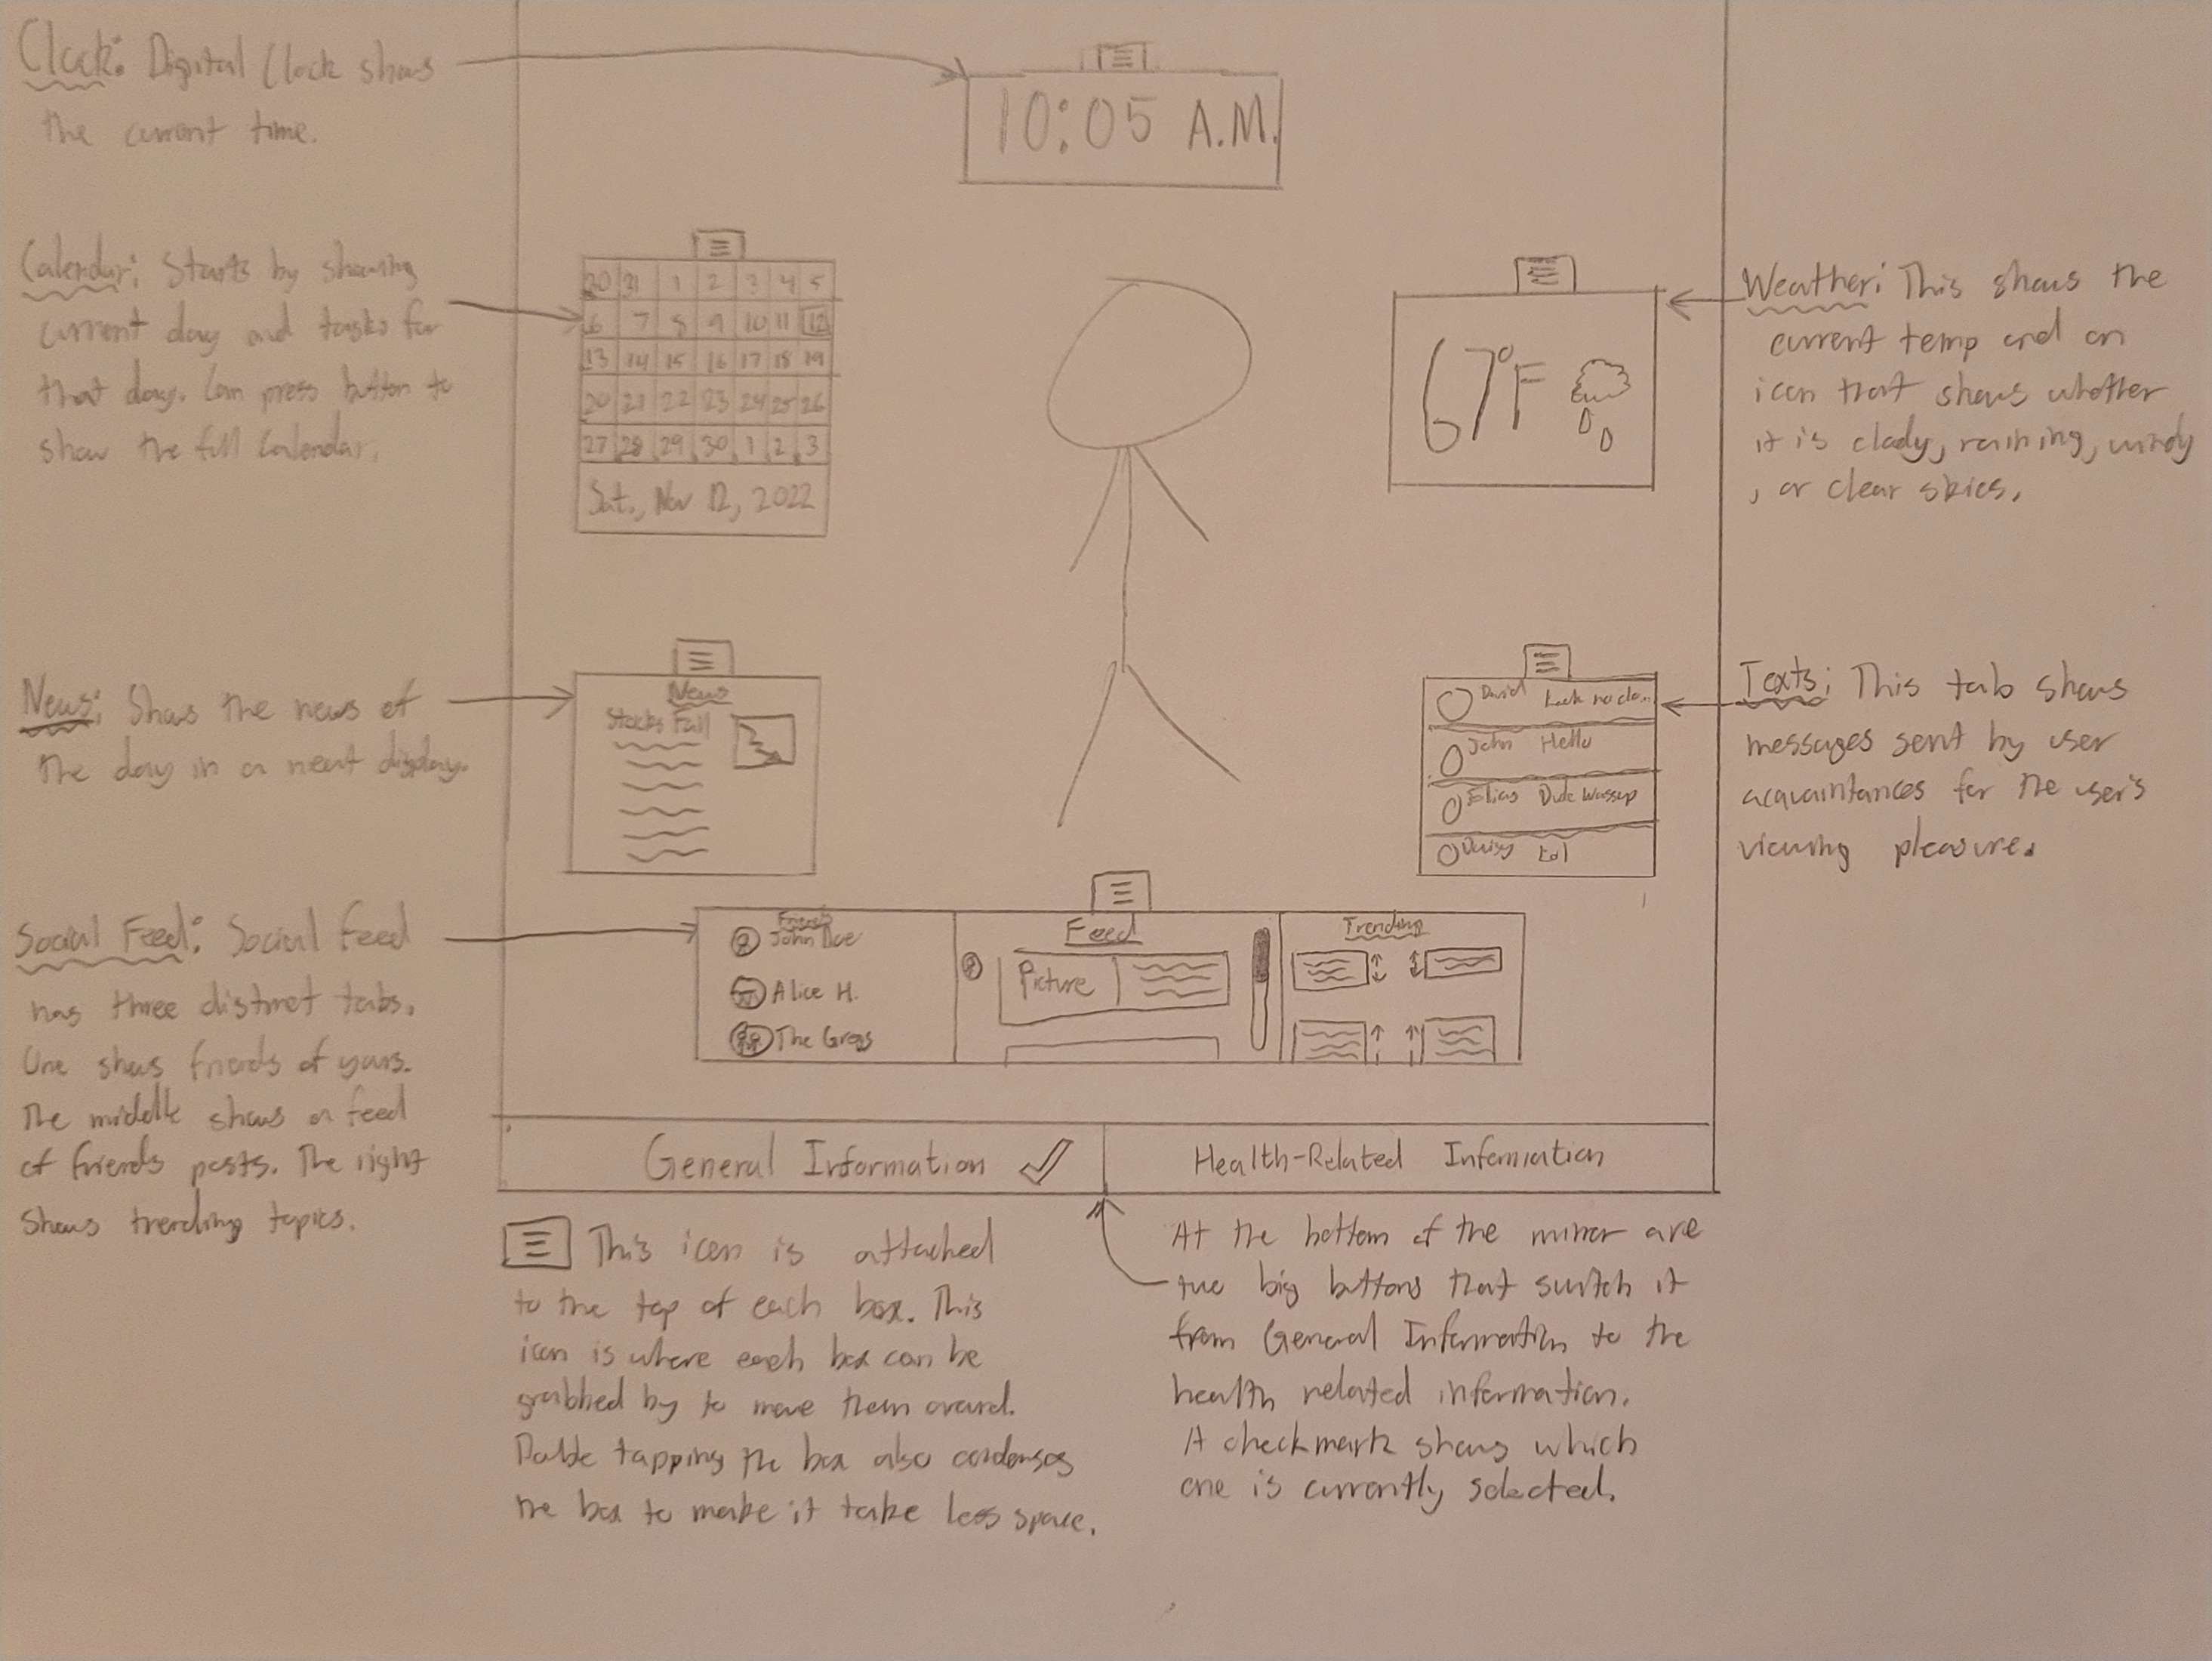 Clock: Digital Clock shows
the current time.
10:05 A.M.
Calendar: Starts by showing
current day and tasks for
that day. Can press button to
show the full Calendar.
30 31 1 2 3 4 5
6 7 8 9 10 11 12
13 14 15 16 17 18 19
20 21 22 23 24 25 26
27 28 29 30 1 2 3
Sat., Nov 12, 2022
67°F
Weather: This shows the
current temp and an
icon that shows whether
it is clody, raining, windy
, or clear skies.
News: Shows the news of
the day in a neat display.
News
Stocks Fall
David Look no clo...
John Hello
Elias Dude Wassup
Daisy Lol
Texts: This tab shows
messages sent by user
acquaintances for the user's
viewing pleasure.
Social Feed: Social feed
has three distinct tabs.
One shows friends of yours.
The middle shows a feed
of friends posts. The right
shows trending topics.
Friends
John Doe
Alice H.
The Gregs
Feed
Picture
Trending
General Information
Health-Related Information
This icon is attached
to the top of each box. This
icon is where each box can be
grabbed by to move them around.
Double tapping the box also condenses
the box to make it take less space.
At the bottom of the mirror are
two big buttons that switch it
from General Information to the
health related information.
A checkmark shows which
one is currently selected.